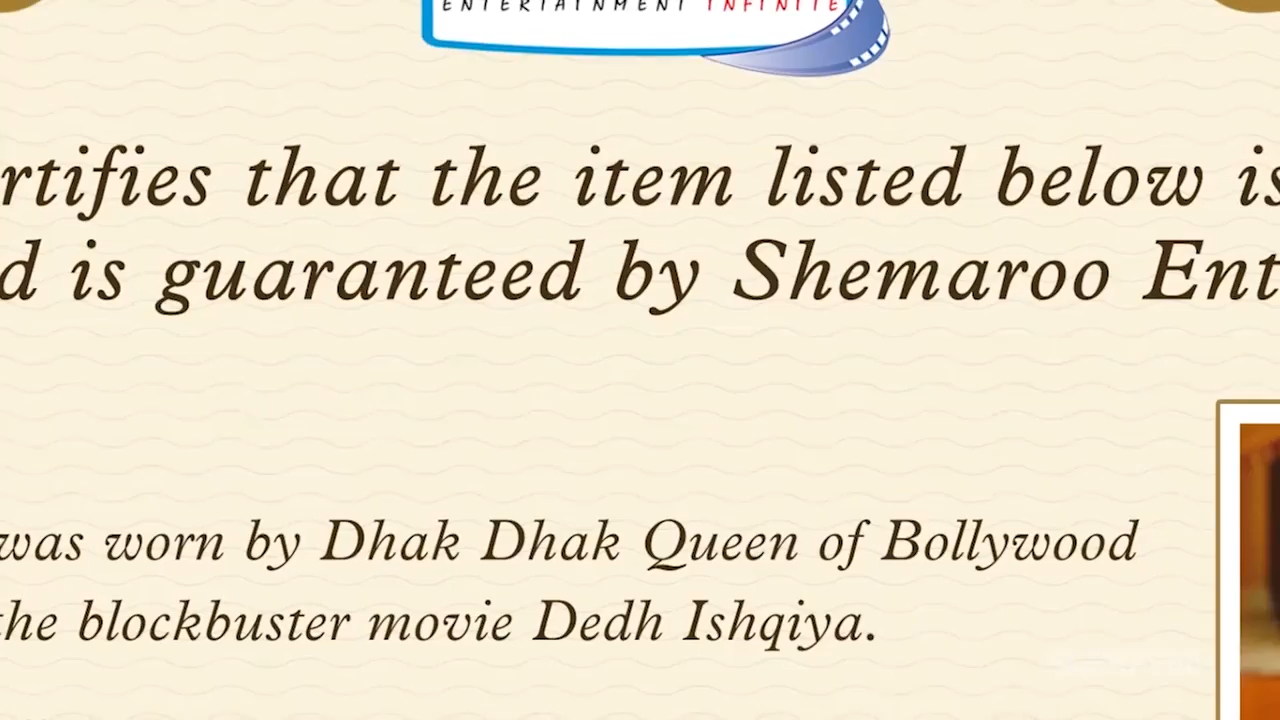 ENTERTAINMENT INFINITE
rtifies that the item listed below is
d is guaranteed by Shemaroo Ent
was worn by Dhak Dhak Queen of Bollywood
the blockbuster movie Dedh Ishqiya.